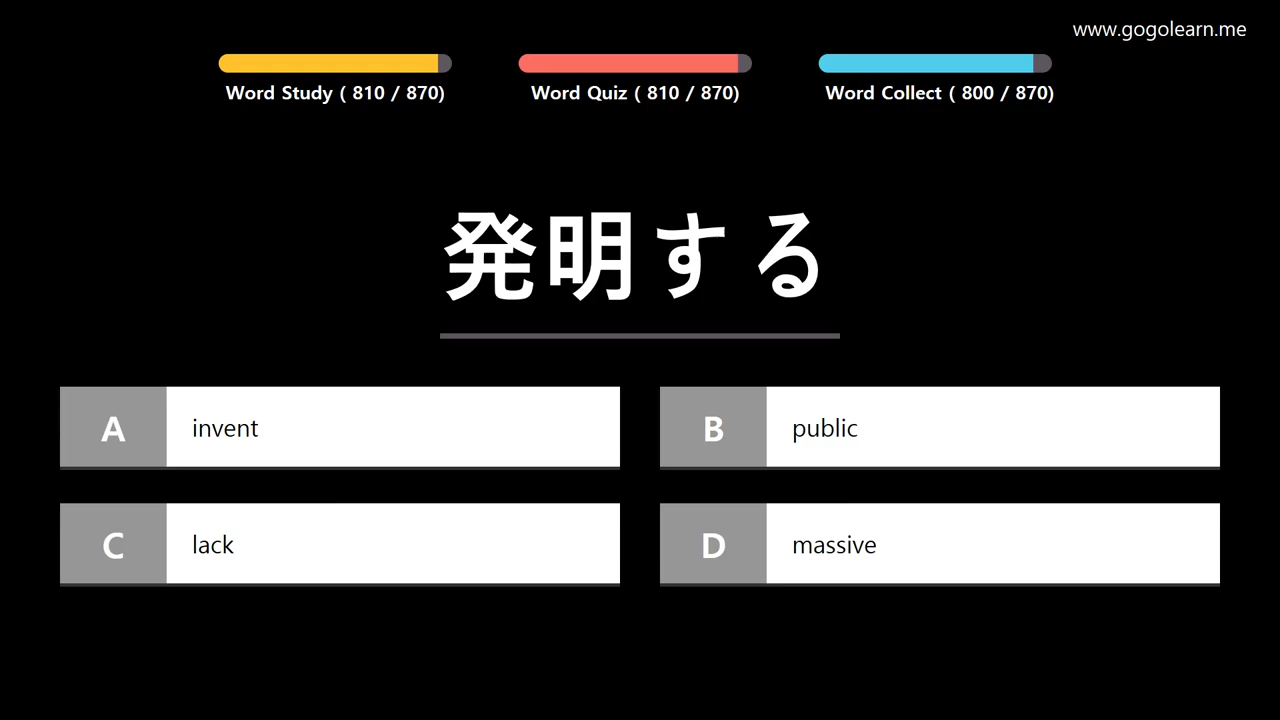 www.gogolearn.me
Word Study ( 810 / 870)
Word Quiz ( 810 / 870)
Word Collect ( 800 / 870)
発明する
A invent
B public
C lack
D massive